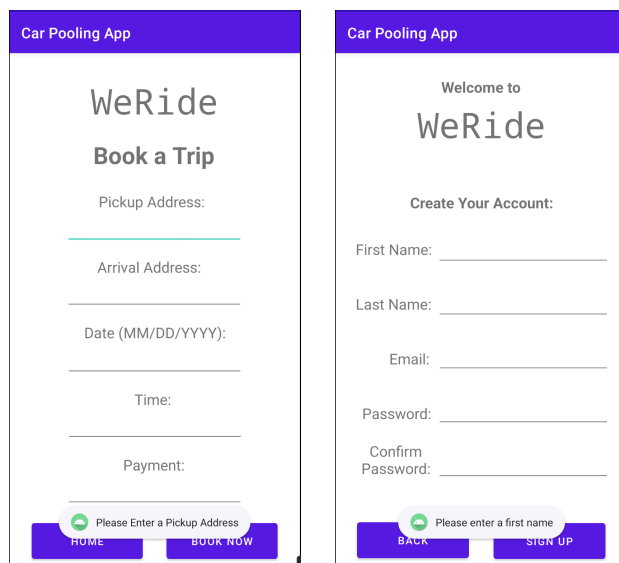 Car Pooling App
WeRide
Book a Trip
Pickup Address:
Arrival Address:
Date (MM/DD/YYYY):
Time:
Payment:
Please Enter a Pickup Address
HOME
BOOK NOW
Car Pooling App
Welcome to
WeRide
Create Your Account:
First Name:
Last Name:
Email:
Password:
Confirm
Password:
Please enter a first name
BACK
SIGN UP